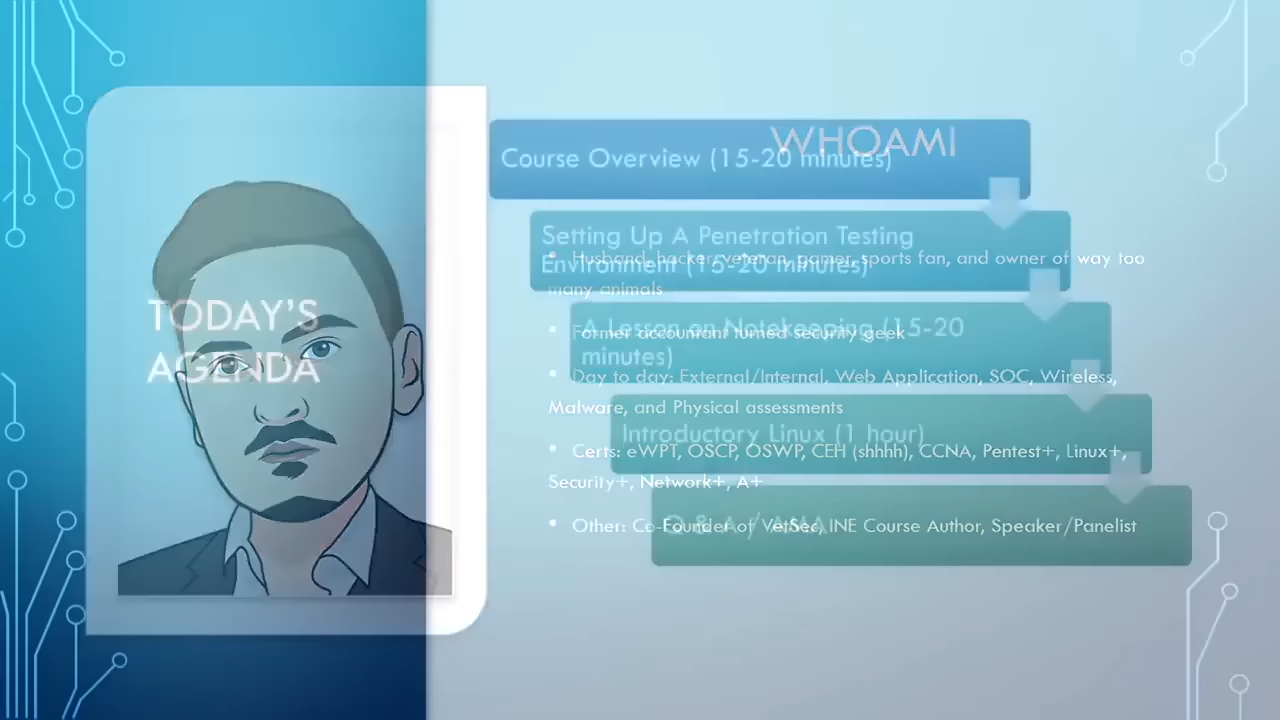 TODAY'S
AGENDA
Course Overview (15-20 minutes)
Setting Up A Penetration Testing
Environment (15-20 minutes)
A Lesson on Notekeeping (15-20
minutes)
Introductory Linux (1 hour)
Q & A / AMA
WHOAMI
• Husband, hacker, veteran, gamer, sports fan, and owner of way too
many animals
• Former accountant turned security geek
• Day to day: External/Internal, Web Application, SOC, Wireless,
Malware, and Physical assessments
• Certs: eWPT, OSCP, OSWP, CEH (shhhh), CCNA, Pentest+, Linux+,
Security+, Network+, A+
• Other: Co-Founder of VetSec, INE Course Author, Speaker/Panelist